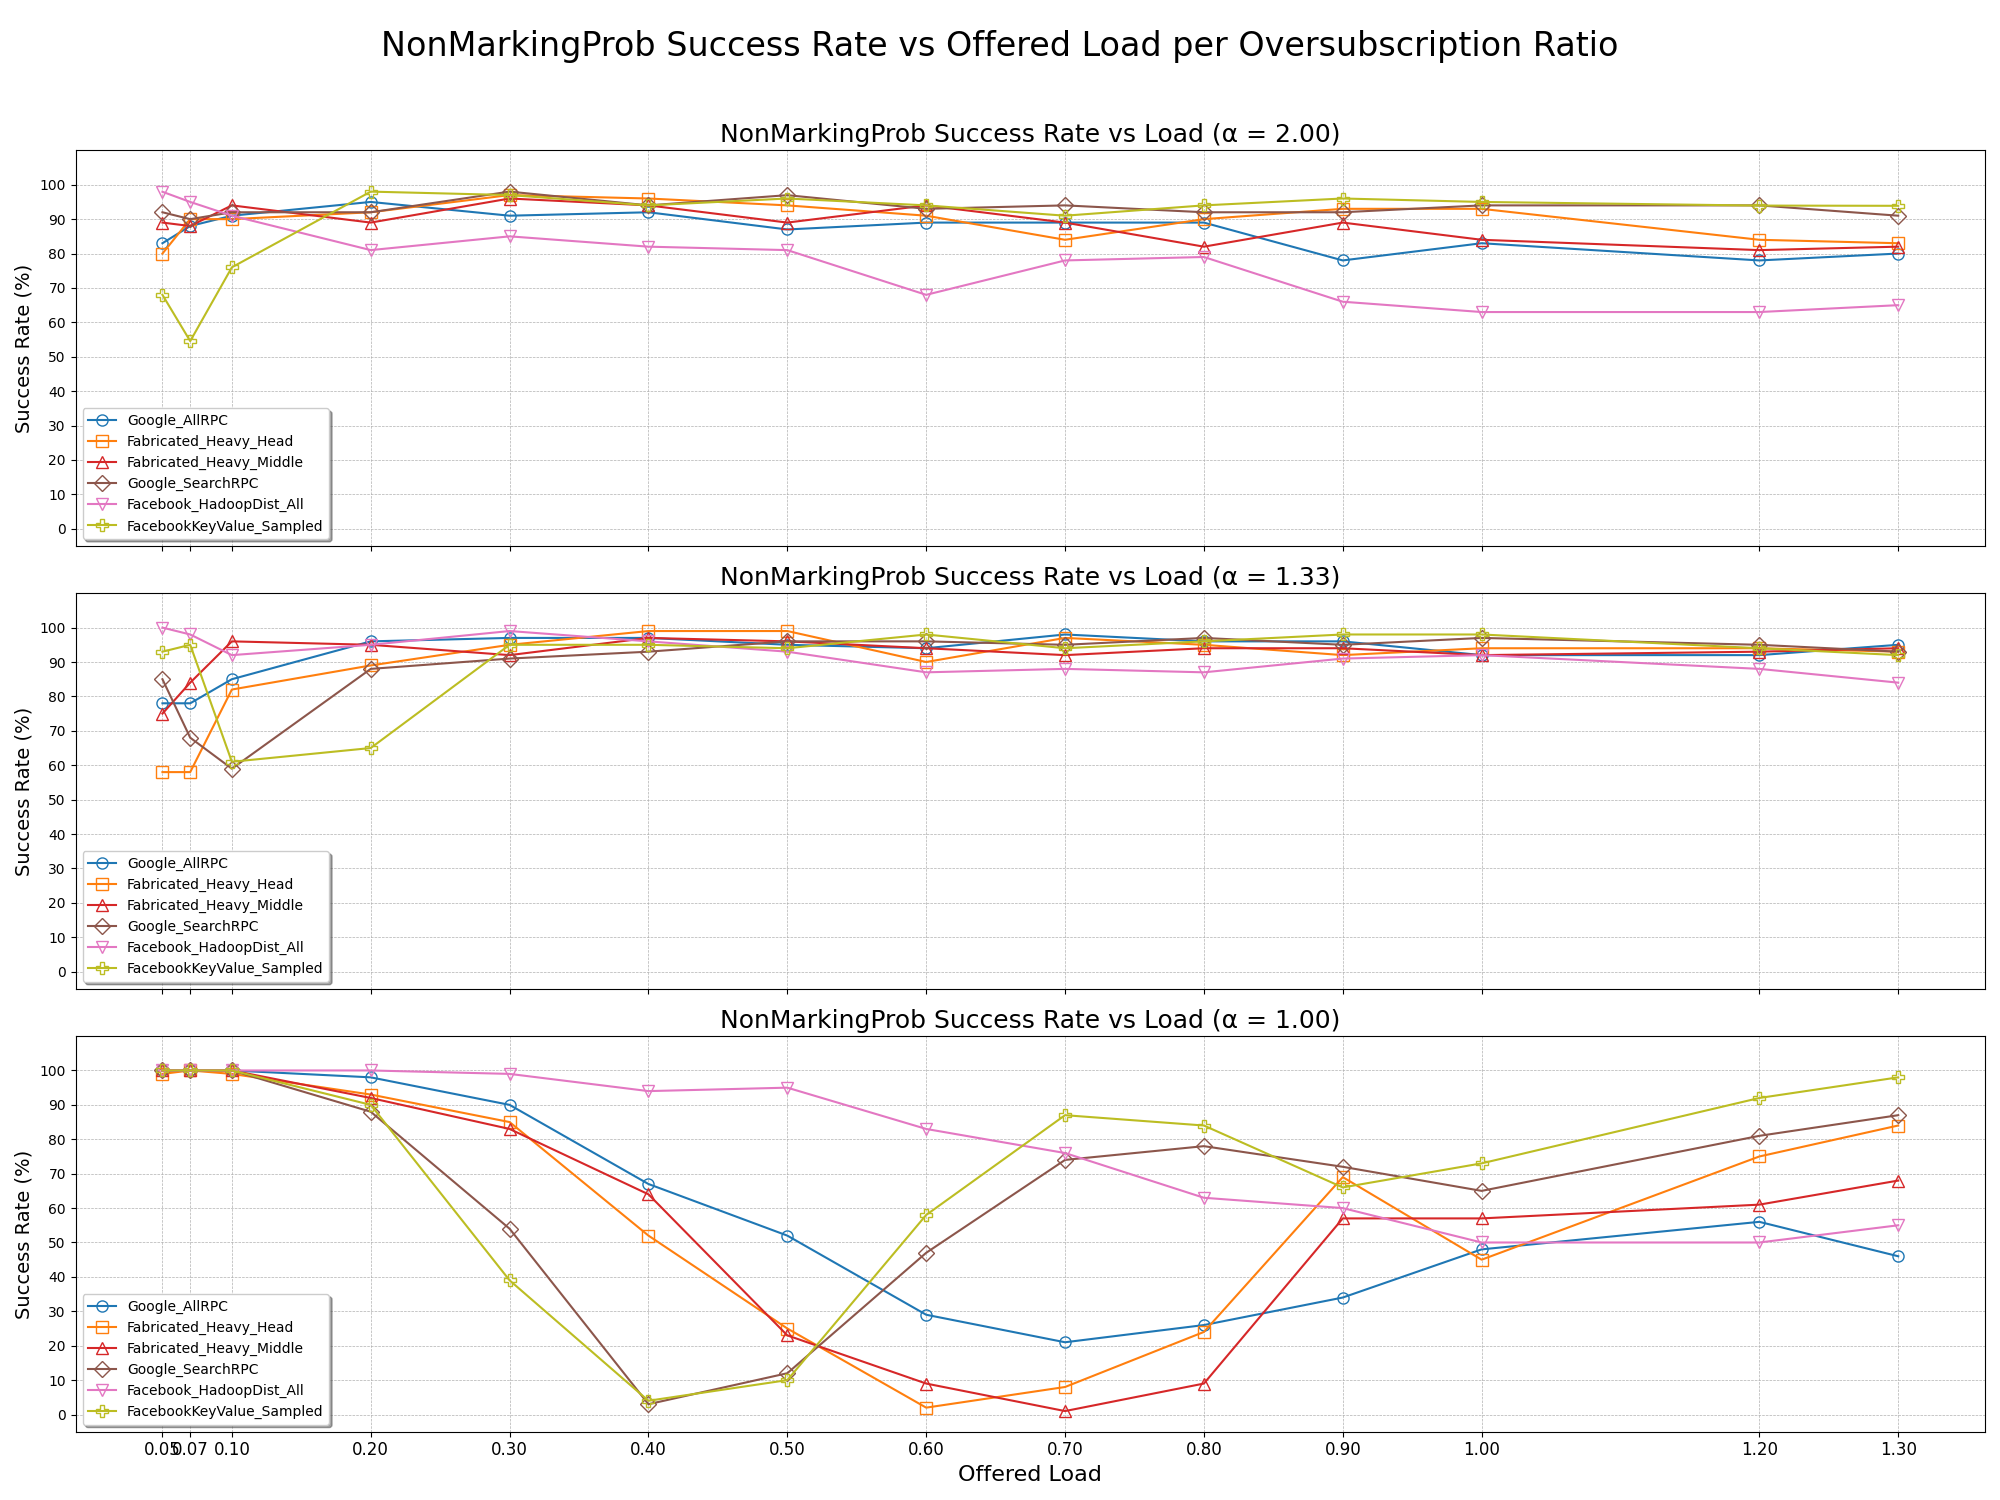 NonMarkingProb Success Rate vs Offered Load per Oversubscription Ratio
NonMarkingProb Success Rate vs Load (α = 2.00)
Success Rate (%)
100
90
80
70
60
50
40
30
20
10
0
Google_AllRPC
Fabricated_Heavy_Head
Fabricated_Heavy_Middle
Google_SearchRPC
Facebook_HadoopDist_All
FacebookKeyValue_Sampled
NonMarkingProb Success Rate vs Load (α = 1.33)
Success Rate (%)
100
90
80
70
60
50
40
30
20
10
0
Google_AllRPC
Fabricated_Heavy_Head
Fabricated_Heavy_Middle
Google_SearchRPC
Facebook_HadoopDist_All
FacebookKeyValue_Sampled
NonMarkingProb Success Rate vs Load (α = 1.00)
Success Rate (%)
100
90
80
70
60
50
40
30
20
10
0
Google_AllRPC
Fabricated_Heavy_Head
Fabricated_Heavy_Middle
Google_SearchRPC
Facebook_HadoopDist_All
FacebookKeyValue_Sampled
0.05 0.07 0.10 0.20 0.30 0.40 0.50 0.60 0.70 0.80 0.90 1.00 1.20 1.30
Offered Load